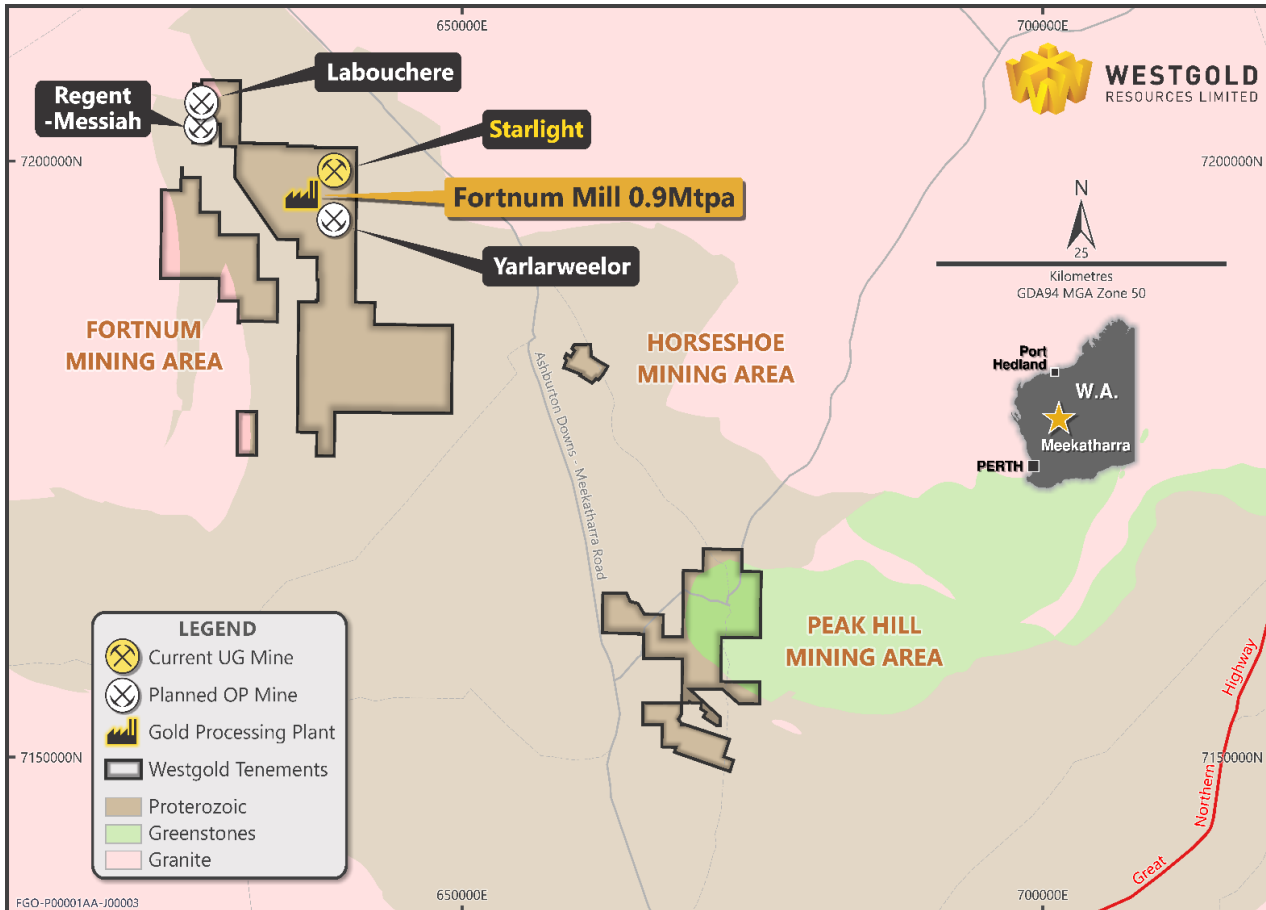 650000E
700000E
WESTGOLD
RESOURCES LIMITED
Labouchere
Regent
-Messiah
Starlight
7200000N
7200000N
Fortnum Mill 0.9Mtpa
N
25
Kilometres
GDA94 MGA Zone 50
Yarlarweelor
FORTNUM
MINING AREA
HORSESHOE
MINING AREA
Ashburton Downs - Meekatharra Road
Port
Hedland
W.A.
Meekatharra
PERTH
PEAK HILL
MINING AREA
LEGEND
Current UG Mine
Planned OP Mine
Gold Processing Plant
Westgold Tenements
Proterozoic
Greenstones
Granite
7150000N
7150000N
Great Northern Highway
650000E
700000E
FGO-P00001AA-J00003